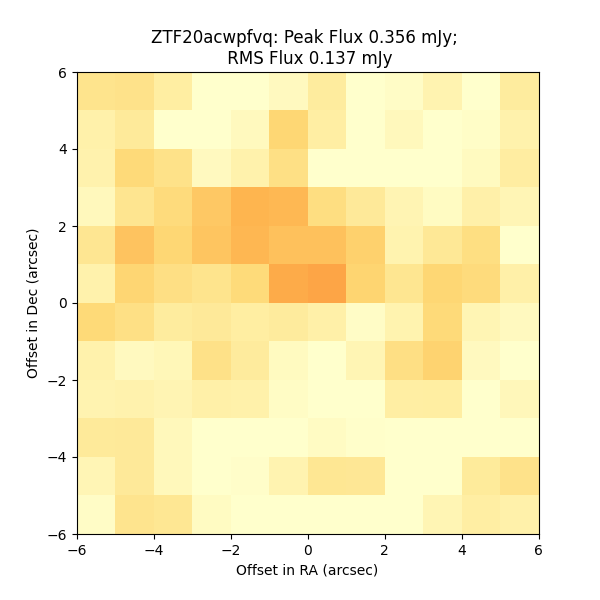 ZTF20acwpfvq: Peak Flux 0.356 mJy;
RMS Flux 0.137 mJy
6
4
2
0
−2
−4
−6
Offset in Dec (arcsec)
−6 −4 −2 0 2 4 6
Offset in RA (arcsec)